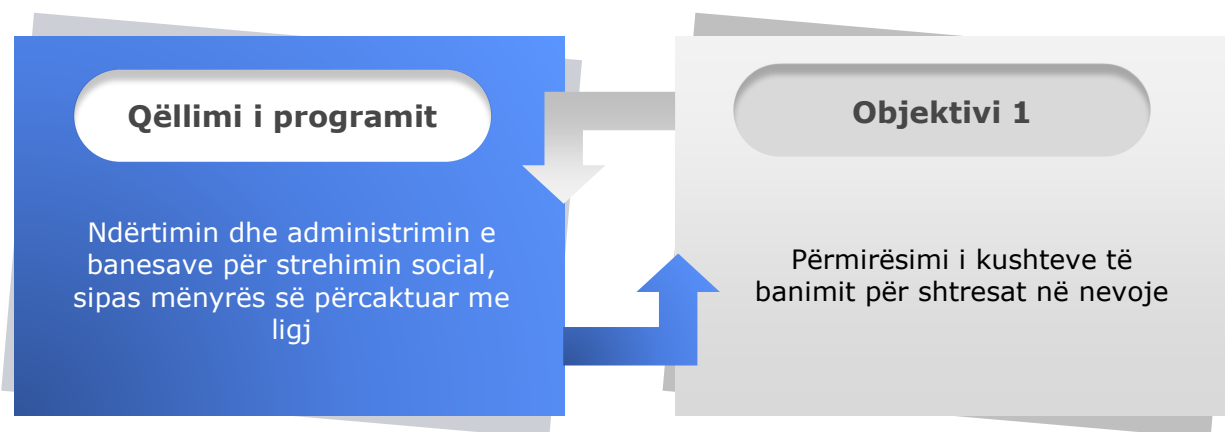 Qëllimi i programit
Ndërtimin dhe administrimin e
banesave për strehimin social,
sipas mënyrës së përcaktuar me
ligj
Objektivi 1
Përmirësimi i kushteve të
banimit për shtresat në nevoje